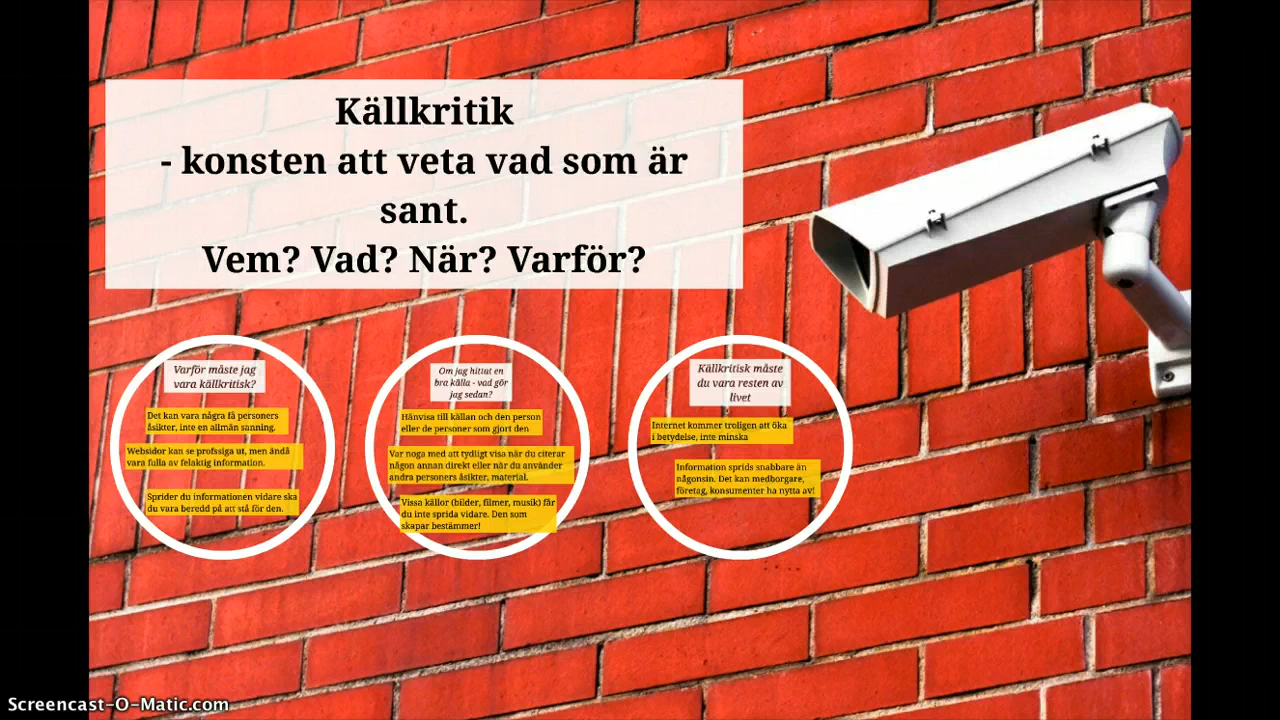 Källkritik
- konsten att veta vad som är
sant.
Vem? Vad? När? Varför?
Varför måste jag
vara källkritisk?
Det kan vara några få personers
åsikter, inte en allmän sanning.
Websidor kan se profssiga ut, men ändå
vara fulla av felaktig information.
Sprider du informationen vidare ska
du vara beredd på att stå för den.
Om jag hittat en
bra källa - vad gör
jag sedan?
Hänvisa till källan och den person
eller de personer som gjort den
Var noga med att tydligt visa när du citerar
någon annan direkt eller när du använder
andra personers åsikter, material.
Vissa källor (bilder, filmer, musik) får
du inte sprida vidare. Den som
skapar bestämmer!
Källkritisk måste
du vara resten av
livet
Internet kommer troligen att öka
i betydelse, inte minska
Information sprids snabbare än
någonsin. Det kan medborgare,
företag, konsumenter ha nytta av!
Screencast-O-Matic.com